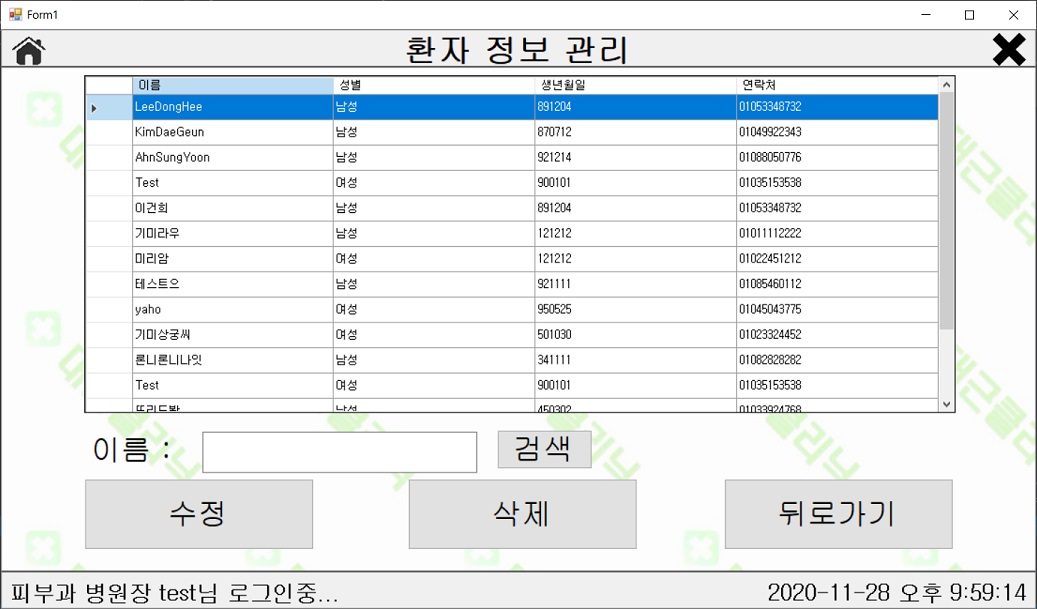 Form1
환자 정보 관리
이름 성별 생년월일 연락처
LeeDongHee 남성 891204 01053348732
KimDaeGeun 남성 870712 01049922343
AhnSungYoon 남성 921214 01088050776
Test 여성 900101 01035153538
이건희 남성 891204 01053348732
기미라우 남성 121212 01011112222
미리암 여성 121212 01022451212
테스트으 남성 921111 01085460112
yaho 여성 950525 01045043775
기미상궁씨 여성 501030 01023324452
론니론니나잇 남성 341111 01082828282
Test 여성 900101 01035153538
남성 450302 01033924768
이름 : 검색
수정 삭제 뒤로가기
피부과 병원장 test님 로그인중... 2020-11-28 오후 9:59:14